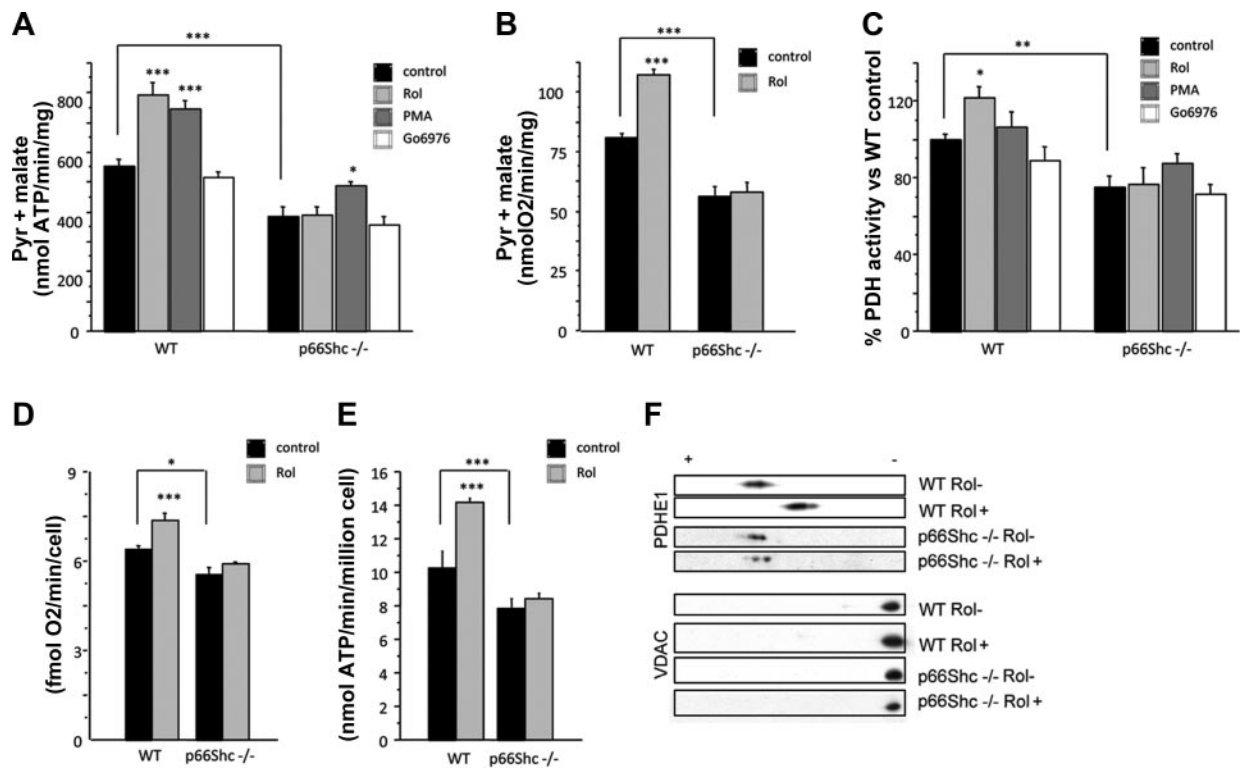 A
***
control
Rol
PMA
Go6976
***
***
*
Pyr + malate
(nmol ATP/min/mg)
800
600
400
200
0
WT
p66Shc -/-
B
***
control
Rol
***
Pyr + malate
(nmolO2/min/mg)
100
75
50
25
0
WT
p66Shc -/-
C
**
control
Rol
PMA
Go6976
*
% PDH activity vs WT control
120
80
40
0
WT
p66Shc -/-
D
control
Rol
*
***
(fmol O2/min/cell)
9
6
3
0
WT
p66Shc -/-
E
control
Rol
***
***
(nmol ATP/min/million cell)
16
14
12
10
8
6
4
2
0
WT
p66Shc -/-
F
+ -
PDHE1
WT Rol-
WT Rol+
p66Shc -/- Rol-
p66Shc -/- Rol +
VDAC
WT Rol-
WT Rol+
p66Shc -/- Rol-
p66Shc -/- Rol +